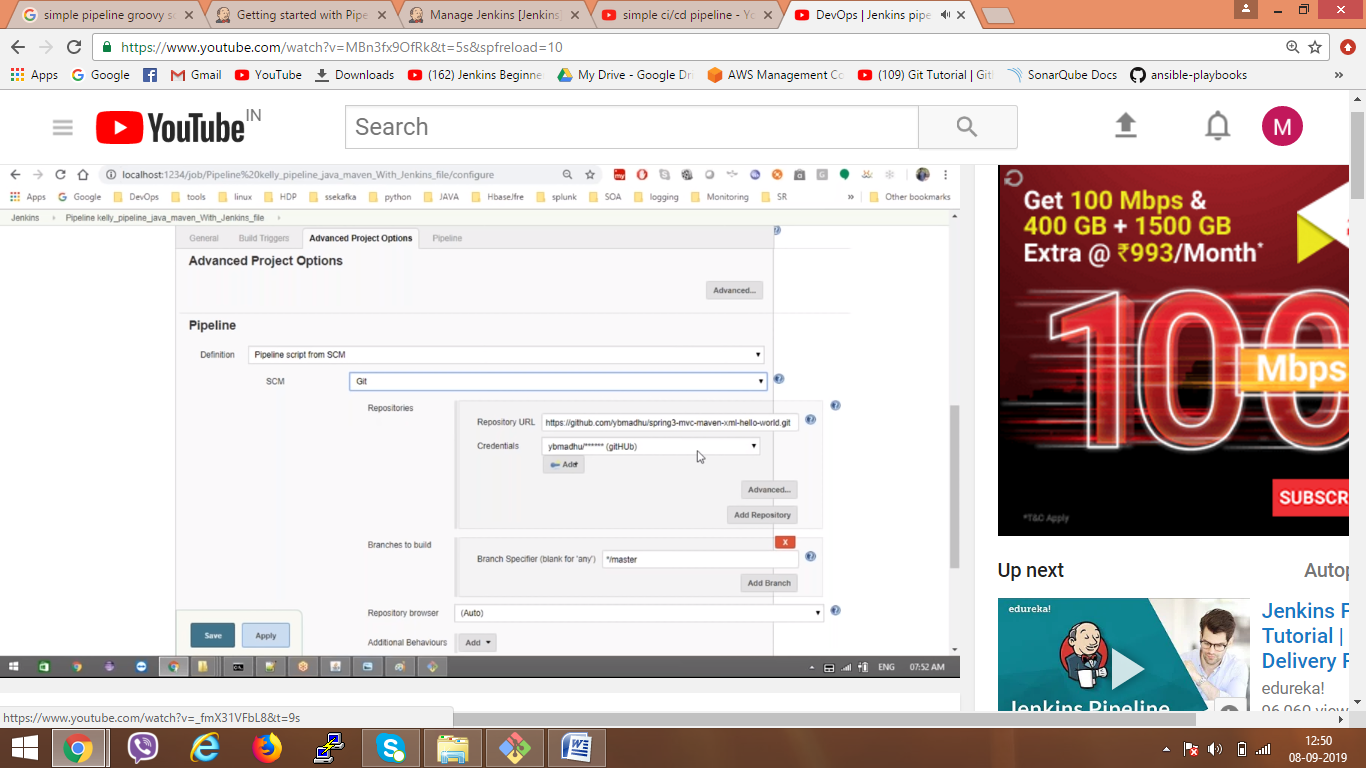 simple pipeline groovy s
Getting started with Pipe
Manage Jenkins [Jenkins]
simple ci/cd pipeline - Yo
DevOps | Jenkins pipe
https://www.youtube.com/watch?v=MBn3fx9OfRk&t=5s&spfreload=10
Apps
Google
Gmail
YouTube
Downloads
(162) Jenkins Beginne
My Drive - Google Dri
AWS Management Co
(109) Git Tutorial | Git
SonarQube Docs
ansible-playbooks
»
YouTube IN
Search
M
localhost:1234/job/Pipeline%20kelly_pipeline_java_maven_With_Jenkins_file/configure
Apps
Google
DevOps
tools
linux
HDP
ssekafka
python
JAVA
Hbase/fre
splunk
SOA
logging
Monitoring
SR
»
Other bookmarks
Jenkins
Pipeline kelly_pipeline_java_maven_With_Jenkins_file
General
Build Triggers
Advanced Project Options
Pipeline
Advanced Project Options
Advanced...
Pipeline
Definition
Pipeline script from SCM
SCM
Git
Repositories
Repository URL
https://github.com/ybmadhu/spring3-mvc-maven-xml-hello-world.git
Credentials
ybmadhu/****** (gitHUb)
Add
Advanced...
Add Repository
Branches to build
X
Branch Specifier (blank for 'any')
*/master
Add Branch
Repository browser
(Auto)
Additional Behaviours
Add
Save
Apply
ENG
07:52 AM
Get 100 Mbps &
400 GB + 1500 GB
Extra @ ₹993/Month*
100
Mbps
SUBSCR
*T&C Apply
Up next
Autop
edureka!
Jenkins Pipeline
Jenkins P
Tutorial |
Delivery P
edureka!
96,060 view
https://www.youtube.com/watch?v=_fmX31VFbL8&t=9s
12:50
08-09-2019